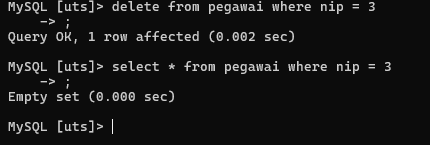 MySQL [uts]> delete from pegawai where nip = 3
    -> ;
Query OK, 1 row affected (0.002 sec)
MySQL [uts]> select * from pegawai where nip = 3
    -> ;
Empty set (0.000 sec)
MySQL [uts]>